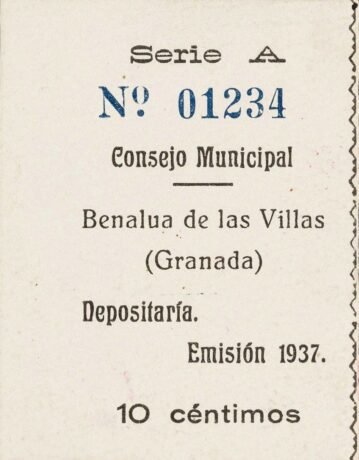 Serie A
Nº 01234
Consejo Municipal
Benalua de las Villas
(Granada)
Depositaría.
Emisión 1937.
10 céntimos